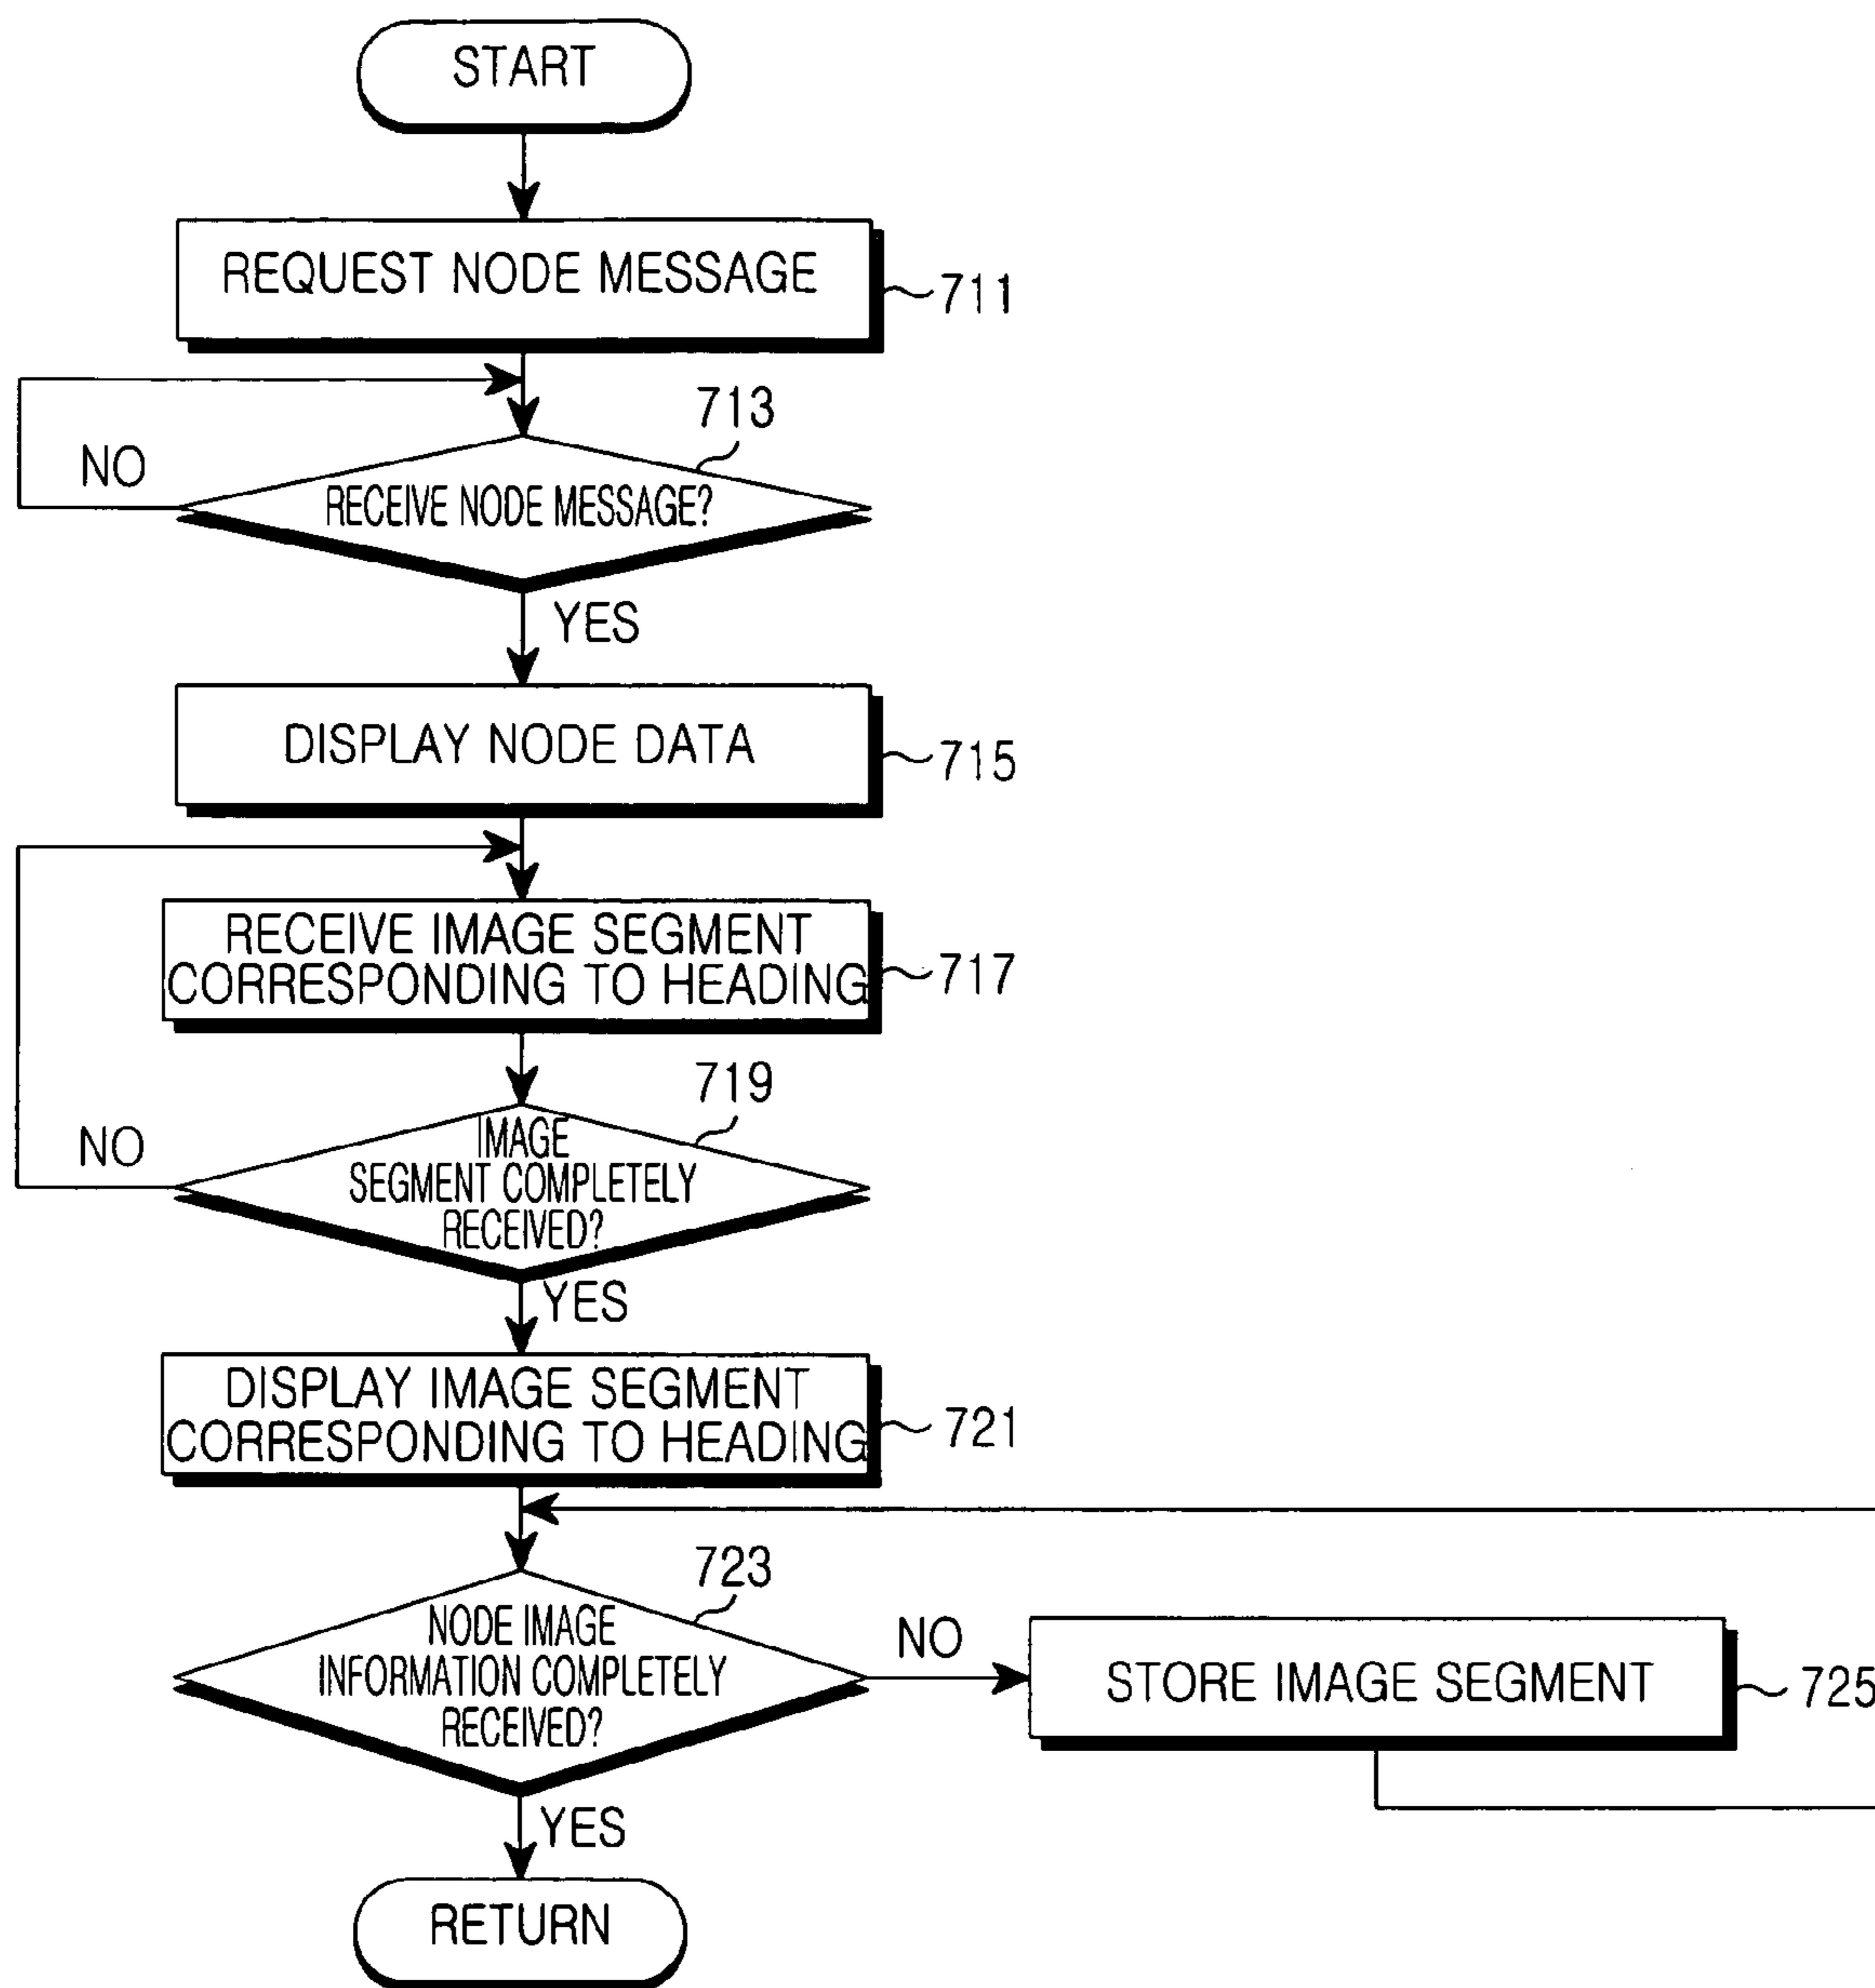 START
REQUEST NODE MESSAGE
711
713
NO
RECEIVE NODE MESSAGE?
YES
DISPLAY NODE DATA
715
RECEIVE IMAGE SEGMENT
CORRESPONDING TO HEADING
717
719
NO
IMAGE
SEGMENT COMPLETELY
RECEIVED?
YES
DISPLAY IMAGE SEGMENT
CORRESPONDING TO HEADING
721
723
NODE IMAGE
INFORMATION COMPLETELY
RECEIVED?
NO
STORE IMAGE SEGMENT
725
YES
RETURN